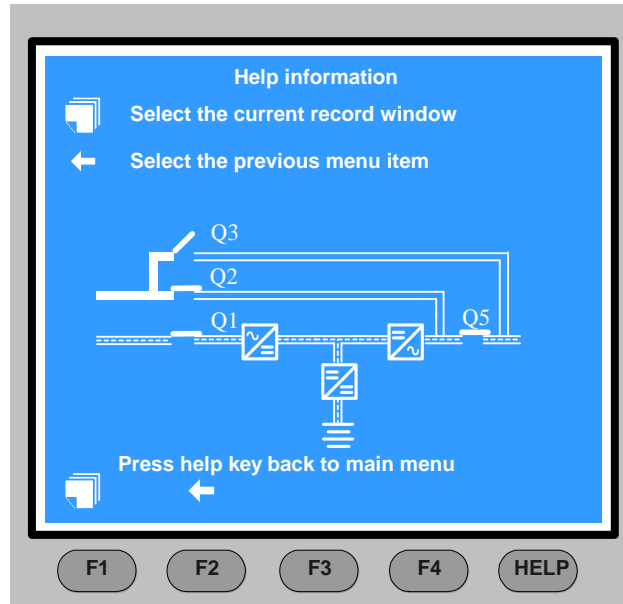 Help information
Select the current record window
Select the previous menu item
Q3
Q2
Q1
Q5
Press help key back to main menu
F1 F2 F3 F4 HELP